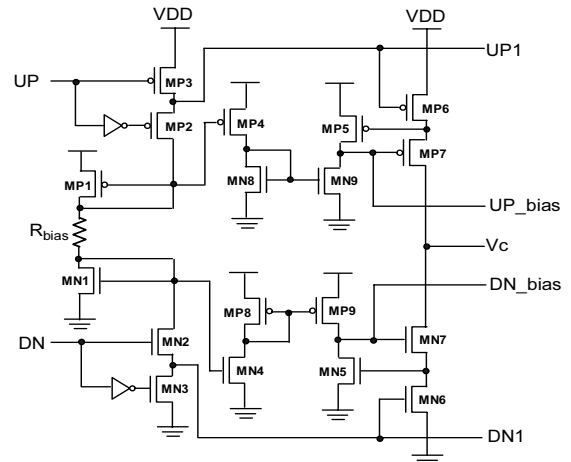 VDD
VDD
UP1
UP
MP3
MP6
MP2
MP4
MP5
MP7
MP1
MN8
MN9
UP_bias
Rbias
Vc
MN1
DN_bias
MP8
MP9
DN
MN2
MN7
MN4
MN5
MN3
MN6
DN1